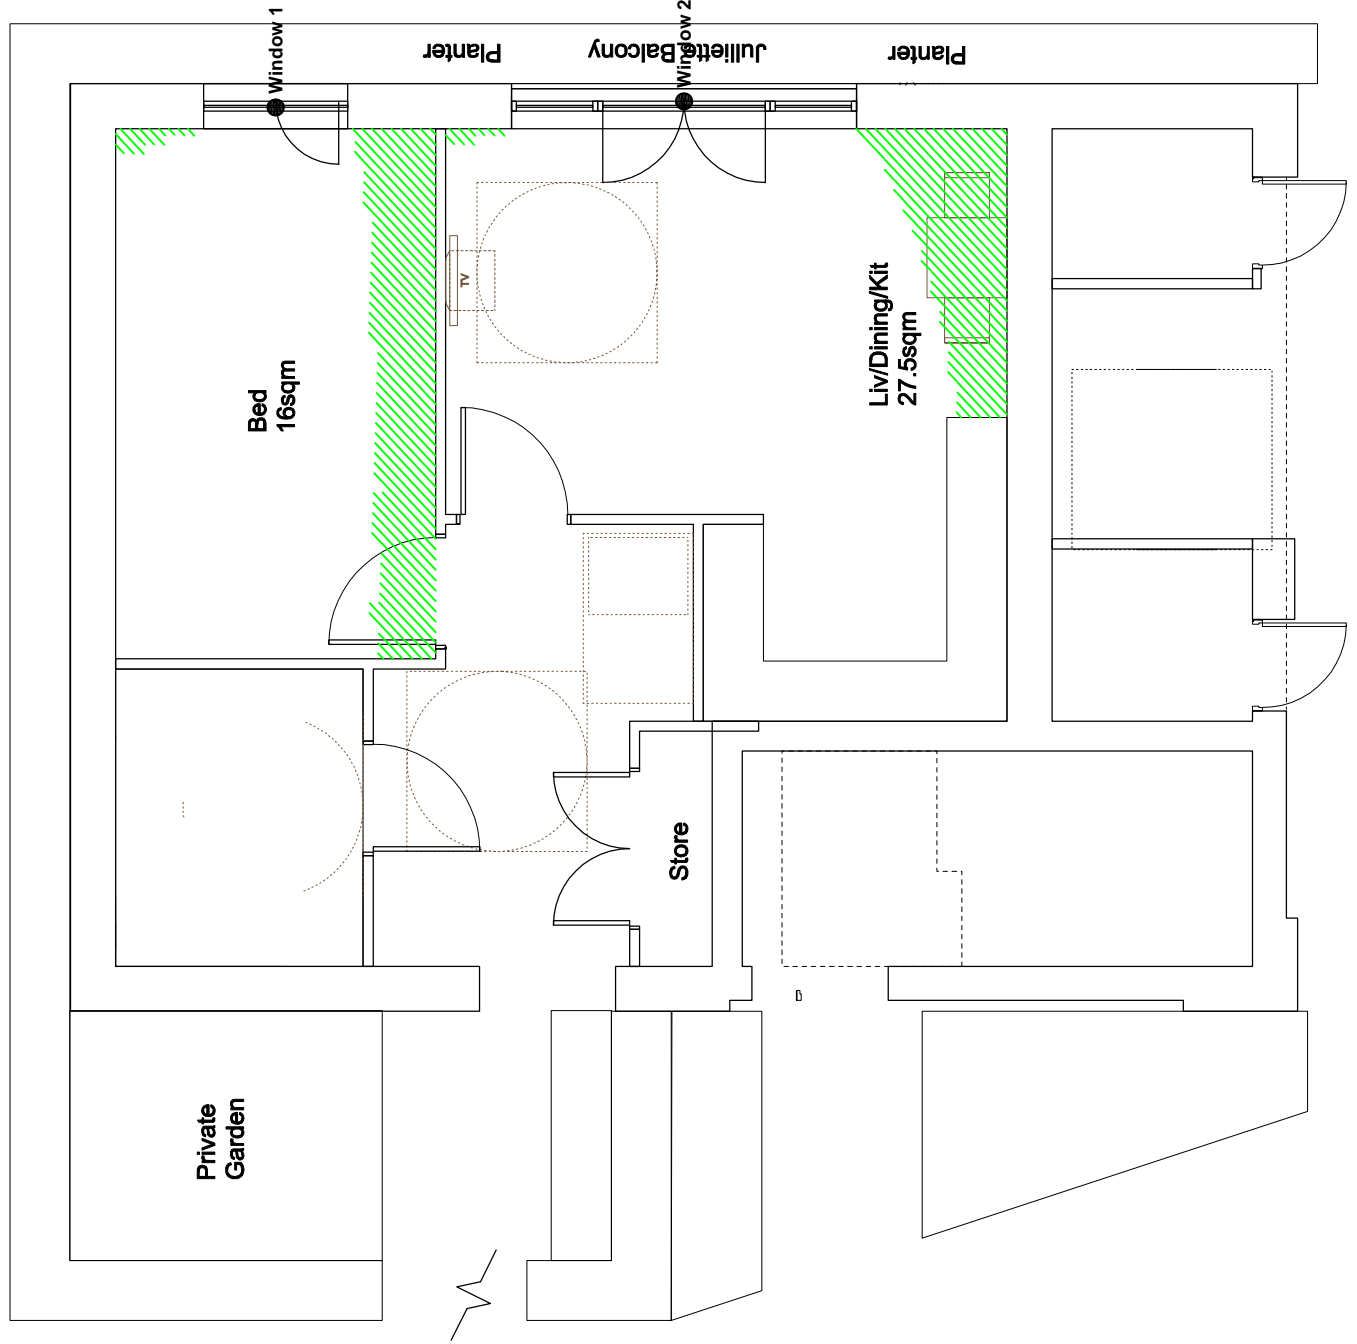 Window 1
Planter
Julliette Balcony
Window 2
Planter
TV
Bed
16sqm
Liv/Dining/Kit
27.5sqm
Store
Private
Garden